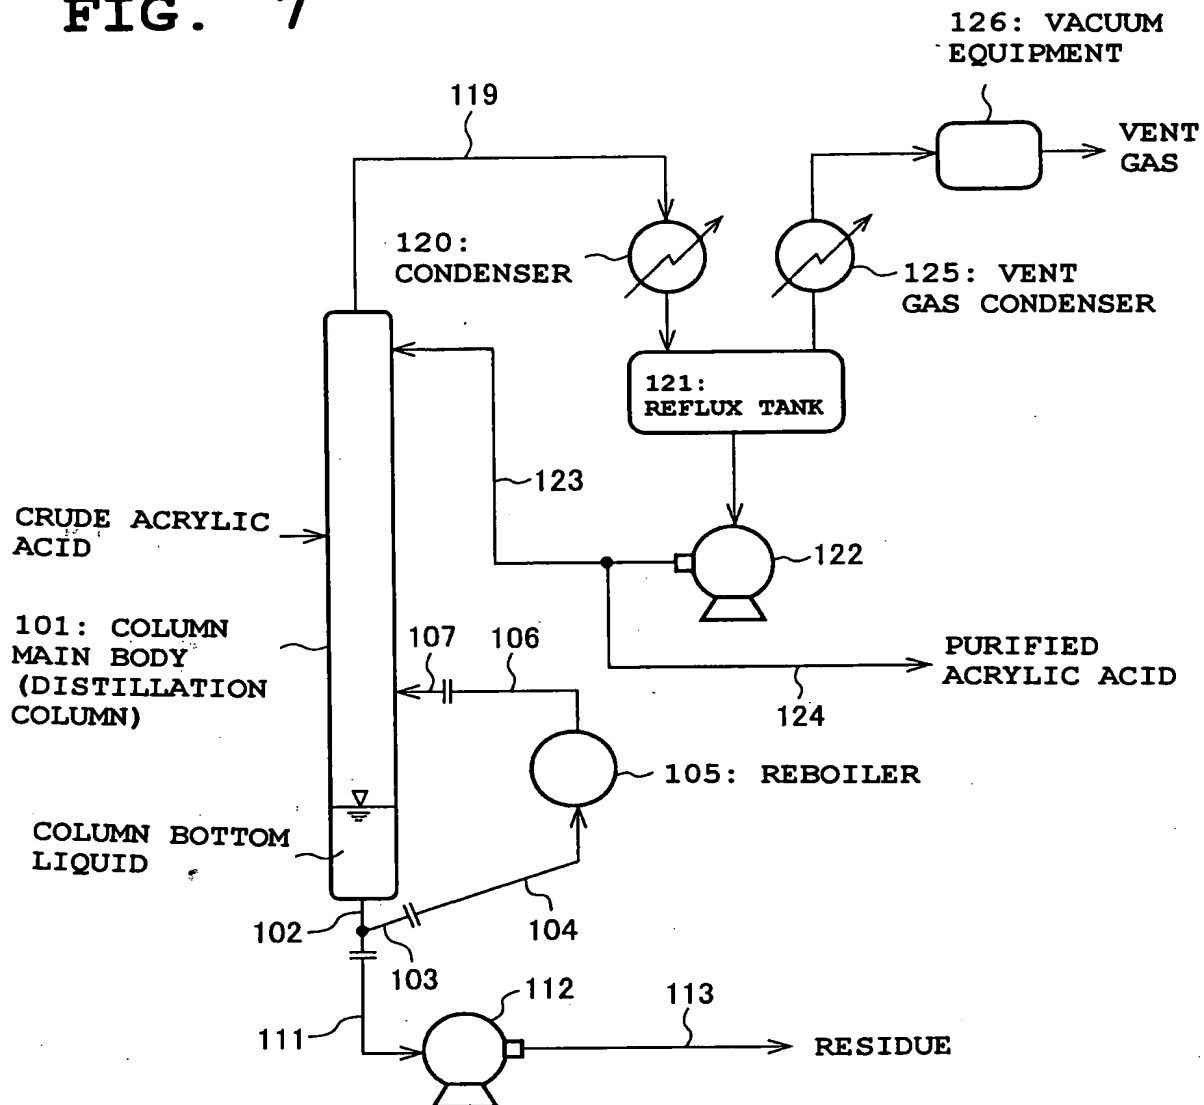 FIG. 7
126: VACUUM
EQUIPMENT
119
VENT
GAS
120:
CONDENSER
125: VENT
GAS CONDENSER
121:
REFLUX TANK
123
CRUDE ACRYLIC
ACID
122
101: COLUMN
MAIN BODY
(DISTILLATION
COLUMN)
107
106
PURIFIED
ACRYLIC ACID
124
105: REBOILER
COLUMN BOTTOM
LIQUID
102
104
103
112
113
111
RESIDUE